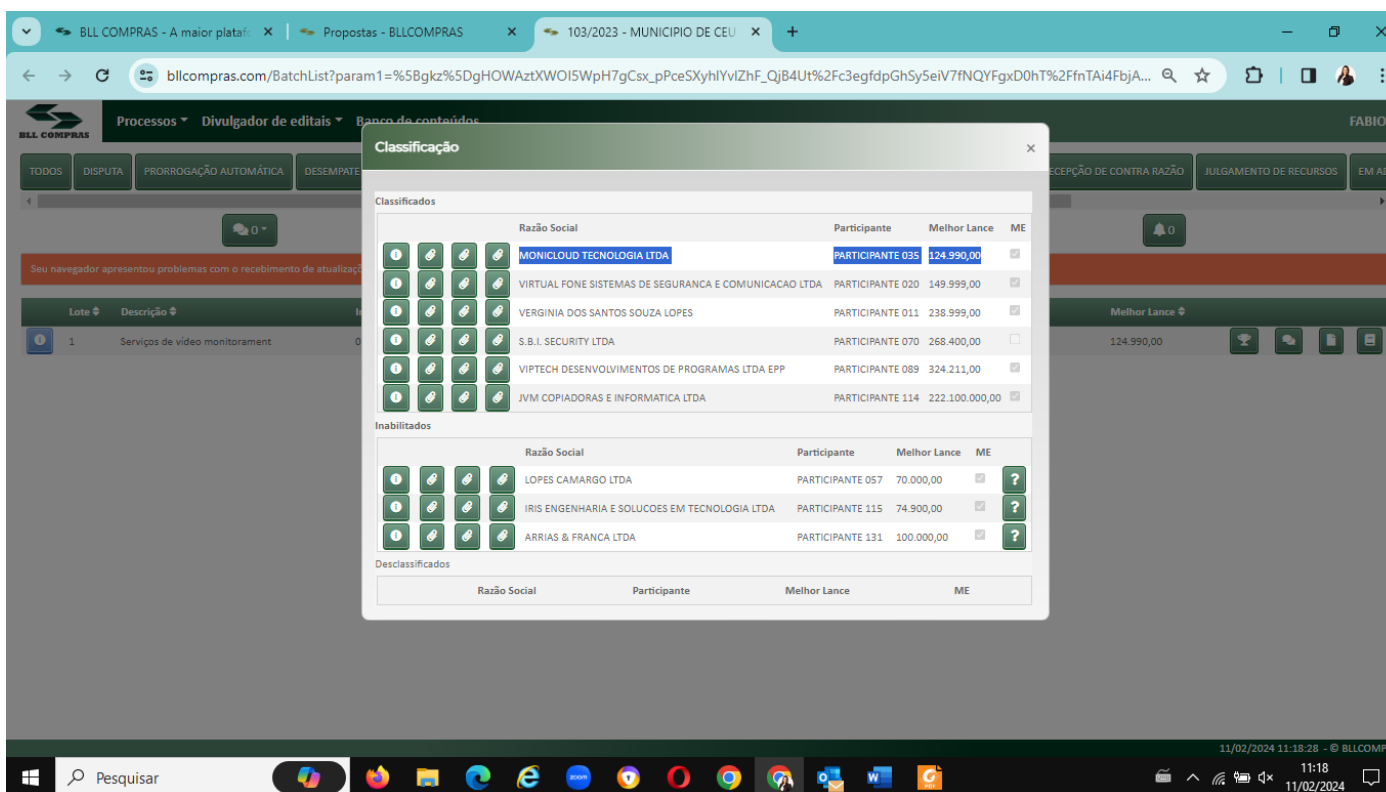 BLL COMPRAS - A maior platafo
Propostas - BLLCOMPRAS
103/2023 - MUNICIPIO DE CEU
bllcompras.com/BatchList?param1=%5Bgkz%5DgHOWAztXWOI5WpH7gCsx_pPceSXyhlYvlZhF_QjB4Ut%2Fc3egfdpGhSy5eiV7fNQYFgxD0hT%2FfnTAi4FbjA...
BLL COMPRAS
Processos Divulgador de editais Banco de conteúdos
FABIO
TODOS DISPUTA PRORROGAÇÃO AUTOMÁTICA DESEMPATE ECEPÇÃO DE CONTRA RAZÃO JULGAMENTO DE RECURSOS EM A
0 0
Seu navegador apresentou problemas com o recebimento de atualizaç
Lote Descrição Melhor Lance
1 Serviços de vídeo monitorament 0 124.990,00
Classificação ×
Classificados
Razão Social Participante Melhor Lance ME
MONICLOUD TECNOLOGIA LTDA PARTICIPANTE 035 124.990,00
VIRTUAL FONE SISTEMAS DE SEGURANCA E COMUNICACAO LTDA PARTICIPANTE 020 149.999,00
VERGINIA DOS SANTOS SOUZA LOPES PARTICIPANTE 011 238.999,00
S.B.I. SECURITY LTDA PARTICIPANTE 070 268.400,00
VIPTECH DESENVOLVIMENTOS DE PROGRAMAS LTDA EPP PARTICIPANTE 089 324.211,00
JVM COPIADORAS E INFORMATICA LTDA PARTICIPANTE 114 222.100.000,00
Inabilitados
Razão Social Participante Melhor Lance ME
LOPES CAMARGO LTDA PARTICIPANTE 057 70.000,00 ?
IRIS ENGENHARIA E SOLUCOES EM TECNOLOGIA LTDA PARTICIPANTE 115 74.900,00 ?
ARRIAS & FRANCA LTDA PARTICIPANTE 131 100.000,00 ?
Desclassificados
Razão Social Participante Melhor Lance ME
11/02/2024 11:18:28 - © BLLCOMP
Pesquisar
zoom
11:18
11/02/2024